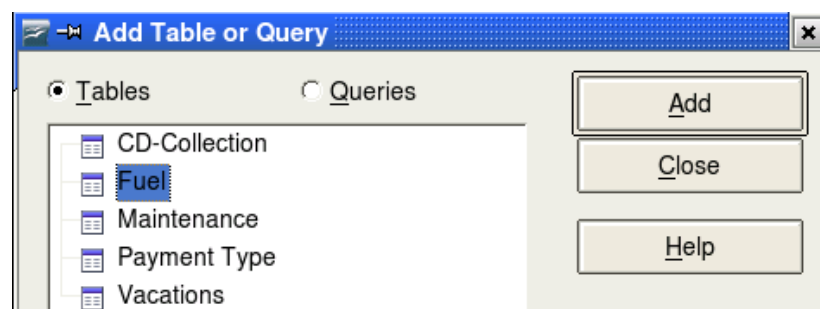 Add Table or Query
Tables
Queries
Add
CD-Collection
Close
Fuel
Maintenance
Help
Payment Type
Vacations